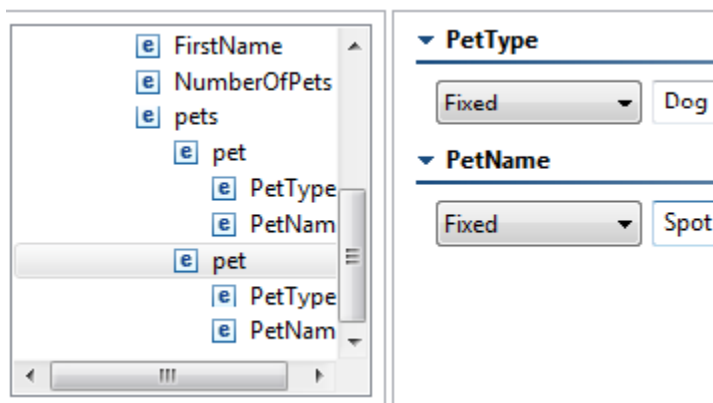 FirstName
NumberOfPets
pets
pet
PetType
PetNam
pet
PetType
PetNam
PetType
Fixed Dog
PetName
Fixed Spot